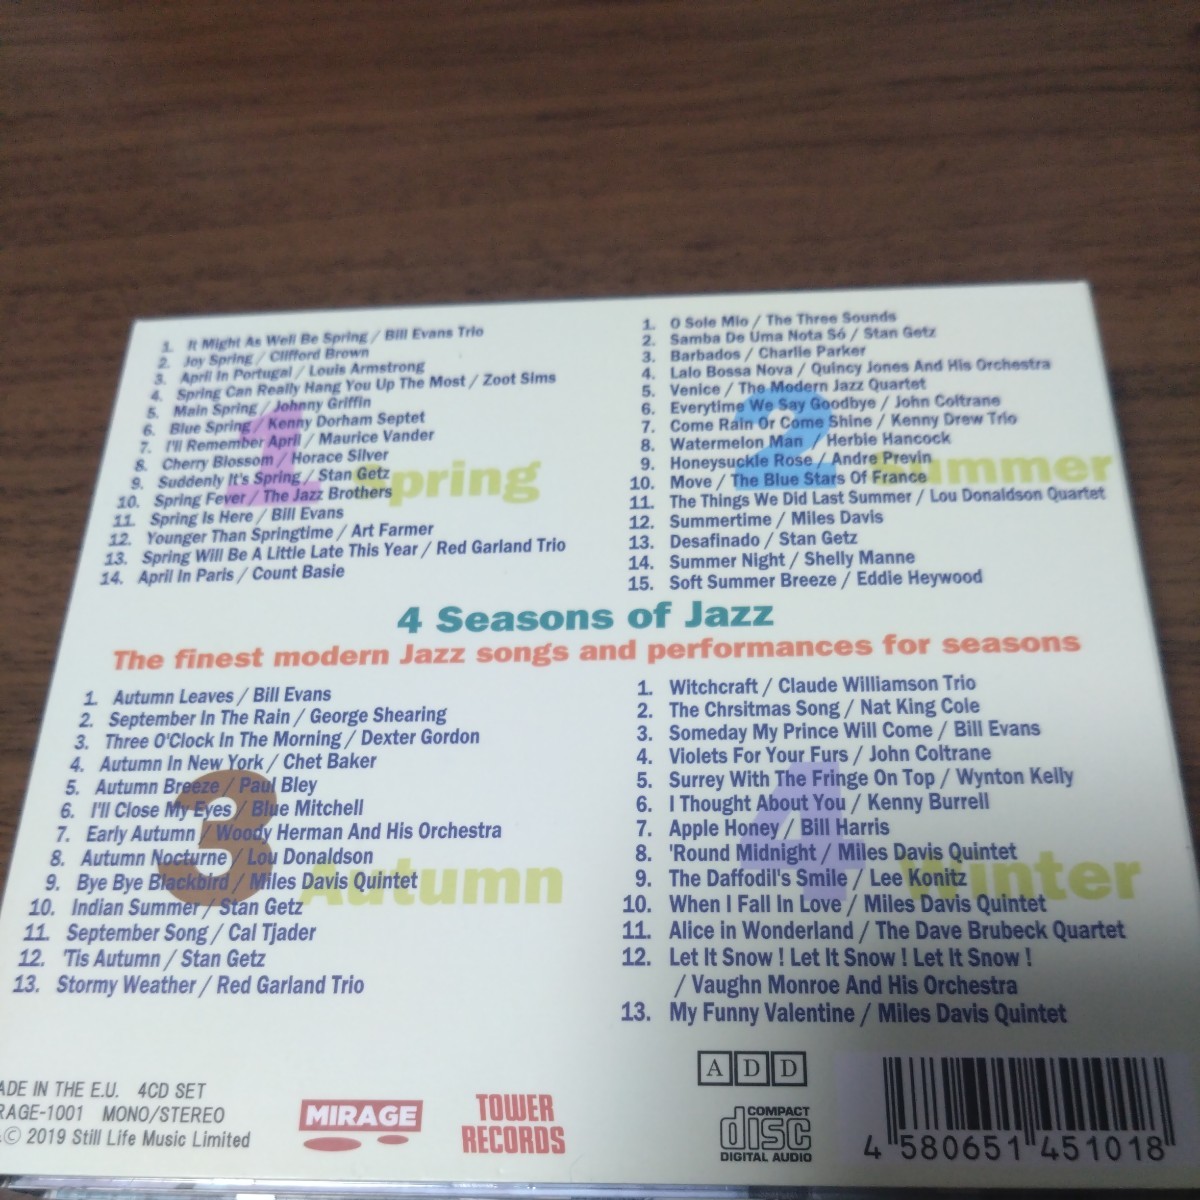 1. It Might As Well Be Spring / Bill Evans Trio
2. Joy Spring / Clifford Brown
3. April In Portugal / Louis Armstrong
4. Spring Can Really Hang You Up The Most / Zoot Sims
5. Main Spring / Johnny Griffin
6. Blue Spring / Kenny Dorham Septet
7. I'll Remember April / Maurice Vander
8. Cherry Blossom / Horace Silver
9. Suddenly It's Spring / Stan Getz
10. Spring Fever / The Jazz Brothers
11. Spring Is Here / Bill Evans
12. Younger Than Springtime / Art Farmer
13. Spring Will Be A Little Late This Year / Red Garland Trio
14. April In Paris / Count Basie
1 Spring
1. O Sole Mio / The Three Sounds
2. Samba De Uma Nota Só / Stan Getz
3. Barbados / Charlie Parker
4. Lalo Bossa Nova / Quincy Jones And His Orchestra
5. Venice / The Modern Jazz Quartet
6. Everytime We Say Goodbye / John Coltrane
7. Come Rain Or Come Shine / Kenny Drew Trio
8. Watermelon Man / Herbie Hancock
9. Honeysuckle Rose / Andre Previn
10. Move / The Blue Stars Of France
11. The Things We Did Last Summer / Lou Donaldson Quartet
12. Summertime / Miles Davis
13. Desafinado / Stan Getz
14. Summer Night / Shelly Manne
15. Soft Summer Breeze / Eddie Heywood
2 Summer
4 Seasons of Jazz
The finest modern Jazz songs and performances for seasons
1. Autumn Leaves / Bill Evans
2. September In The Rain / George Shearing
3. Three O'Clock In The Morning / Dexter Gordon
4. Autumn In New York / Chet Baker
5. Autumn Breeze / Paul Bley
6. I'll Close My Eyes / Blue Mitchell
7. Early Autumn / Woody Herman And His Orchestra
8. Autumn Nocturne / Lou Donaldson
9. Bye Bye Blackbird / Miles Davis Quintet
10. Indian Summer / Stan Getz
11. September Song / Cal Tjader
12. 'Tis Autumn / Stan Getz
13. Stormy Weather / Red Garland Trio
3 Autumn
1. Witchcraft / Claude Williamson Trio
2. The Chrsitmas Song / Nat King Cole
3. Someday My Prince Will Come / Bill Evans
4. Violets For Your Furs / John Coltrane
5. Surrey With The Fringe On Top / Wynton Kelly
6. I Thought About You / Kenny Burrell
7. Apple Honey / Bill Harris
8. 'Round Midnight / Miles Davis Quintet
9. The Daffodil's Smile / Lee Konitz
10. When I Fall In Love / Miles Davis Quintet
11. Alice in Wonderland / The Dave Brubeck Quartet
12. Let It Snow ! Let It Snow ! Let It Snow !
/ Vaughn Monroe And His Orchestra
13. My Funny Valentine / Miles Davis Quintet
4 Winter
ADE IN THE E.U. 4CD SET
RAGE-1001 MONO/STEREO
&© 2019 Still Life Music Limited
MIRAGE
TOWER
RECORDS
A D D
COMPACT
disc
DIGITAL AUDIO
4 580651 451018